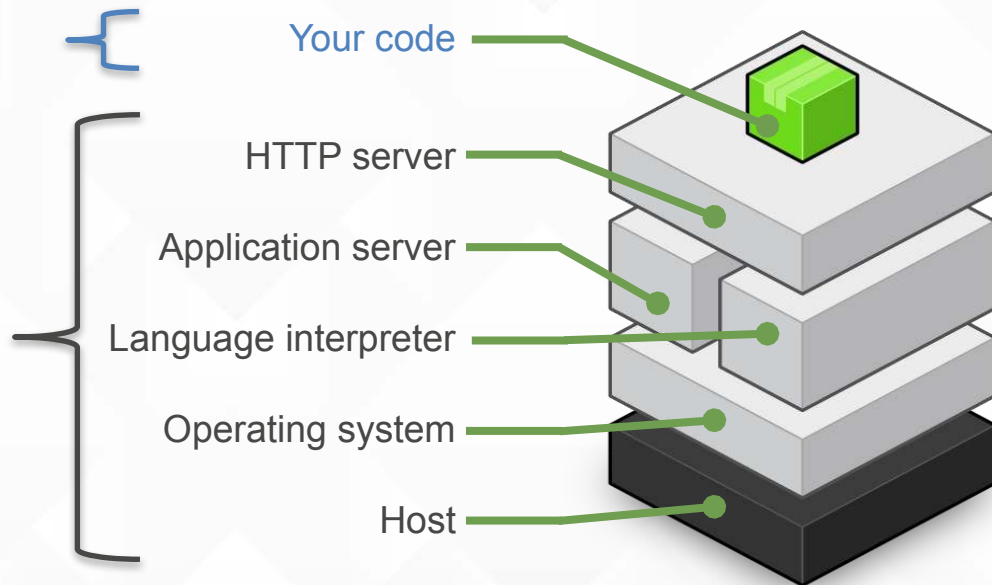 Your code
HTTP server
Application server
Language interpreter
Operating system
Host